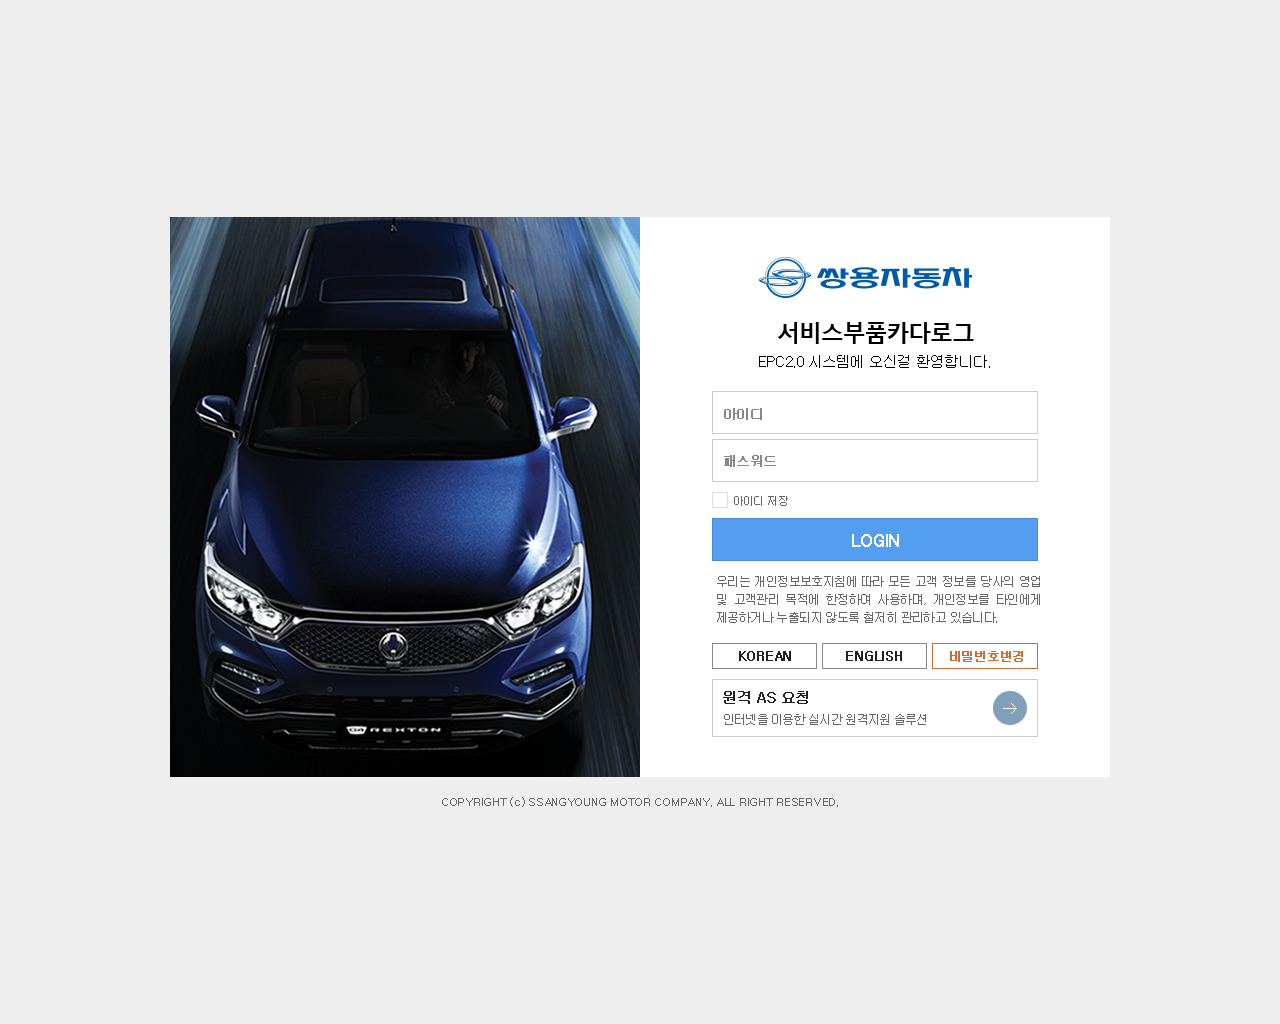 쌍용자동차
서비스부품카다로그
EPC2.0 시스템에 오신걸 환영합니다.
아이디
패스워드
아이디 저장
LOGIN
우리는 개인정보보호지침에 따라 모든 고객 정보를 당사의 영업
및 고객관리 목적에 한정하여 사용하며, 개인정보를 타인에게
제공하거나 누출되지 않도록 철저히 관리하고 있습니다.
KOREAN ENGLISH 비밀번호변경
원격 AS 요청
인터넷을 이용한 실시간 원격지원 솔루션
G4 REXTON
COPYRIGHT (c) SSANGYOUNG MOTOR COMPANY. ALL RIGHT RESERVED.